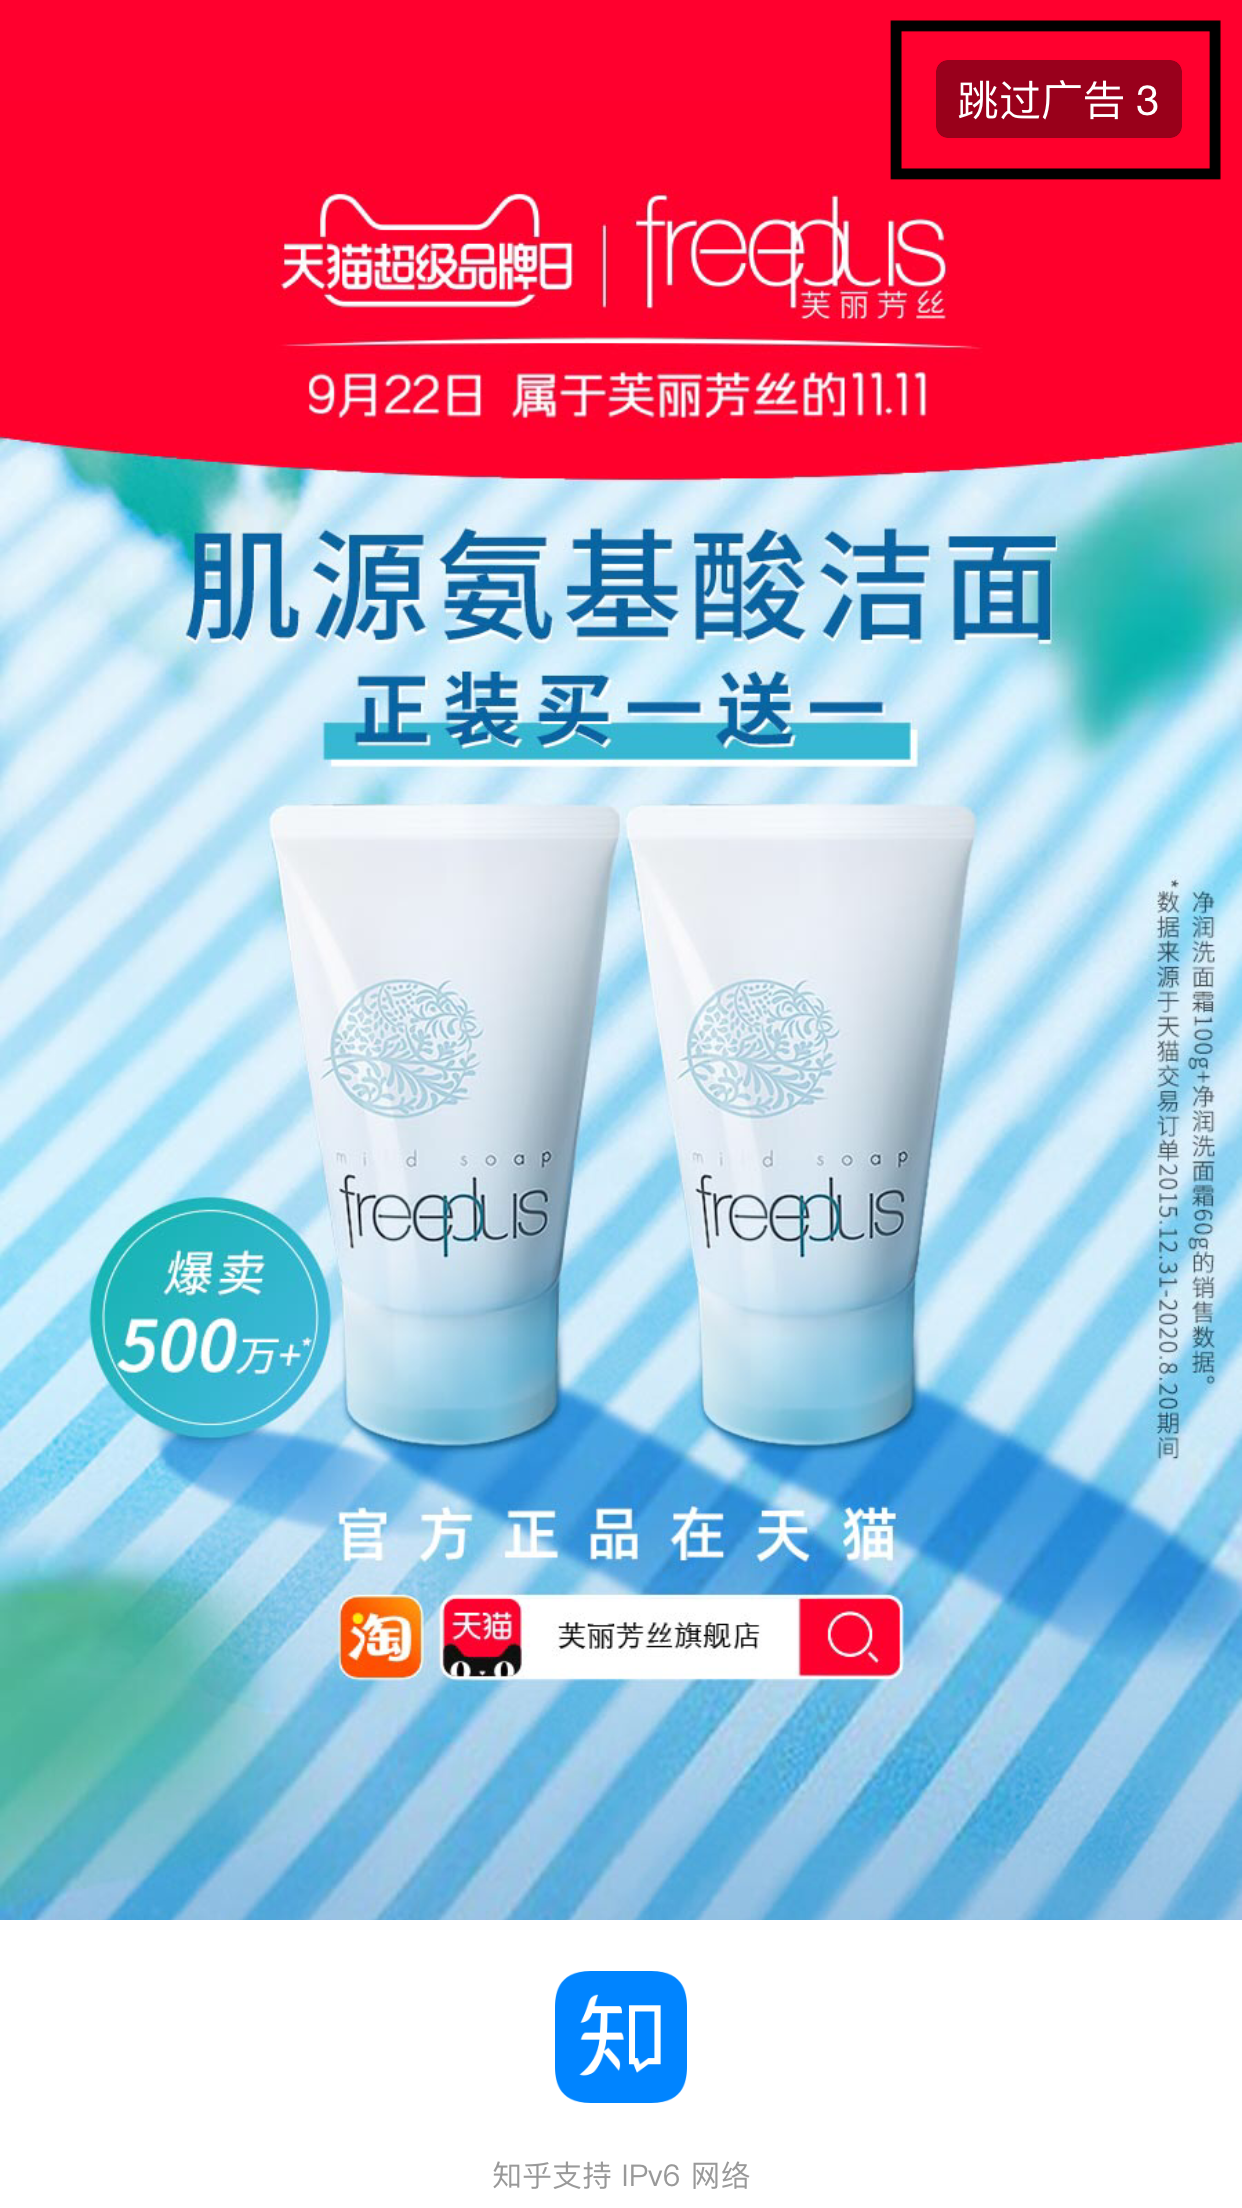 跳过广告 3
天猫超级品牌日
freeplus
芙丽芳丝
9月22日 属于芙丽芳丝的11.11
肌源氨基酸洁面
正装买一送一
mild soap
freeplus
mild soap
freeplus
爆卖
500万+*
净润洗面霜100g+净润洗面霜60g的销售数据。
*数据来源于天猫交易订单2015.12.31-2020.8.20期间
官方正品在天猫
淘
天猫
芙丽芳丝旗舰店
知
知乎支持 IPv6 网络